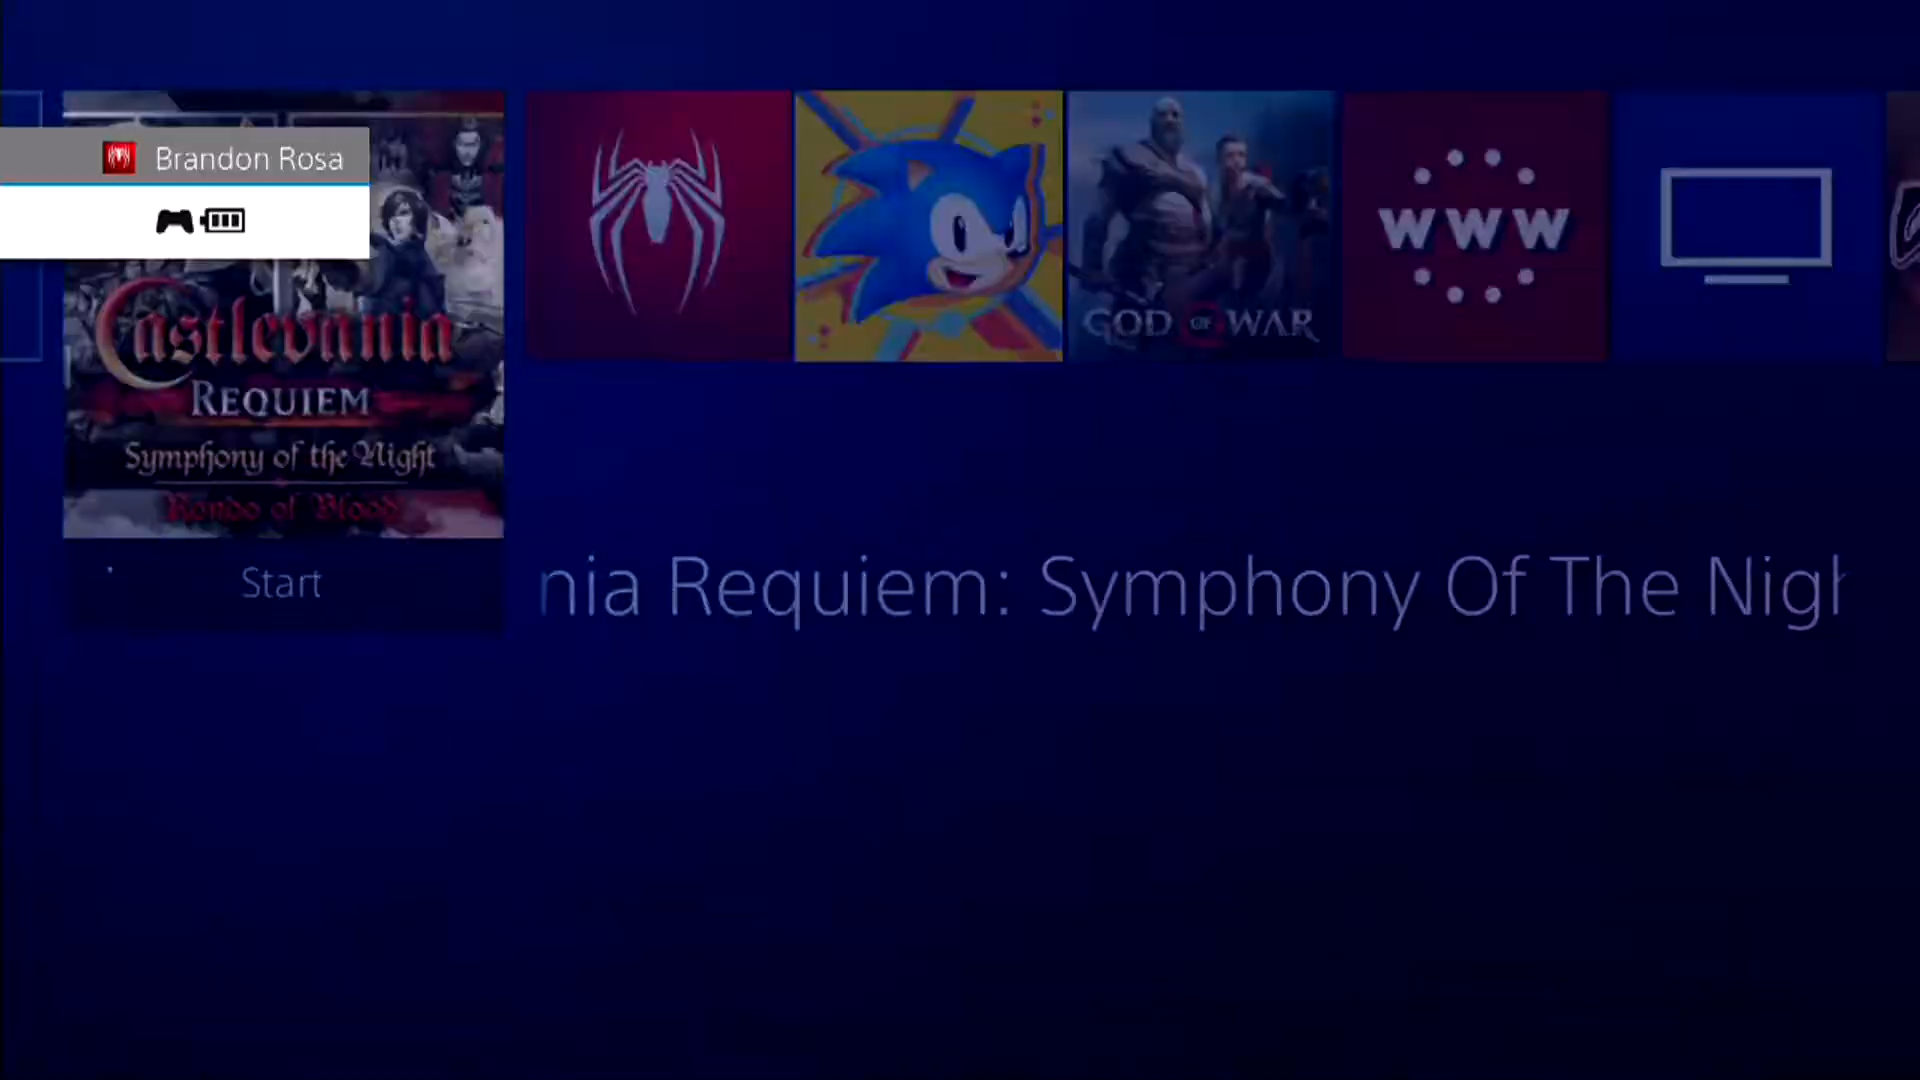 Brandon Rosa
Castlevania
REQUIEM
Symphony of the Night
Rondo of Blood
GOD OF WAR
WWW
Start
nia Requiem: Symphony Of The Nigh